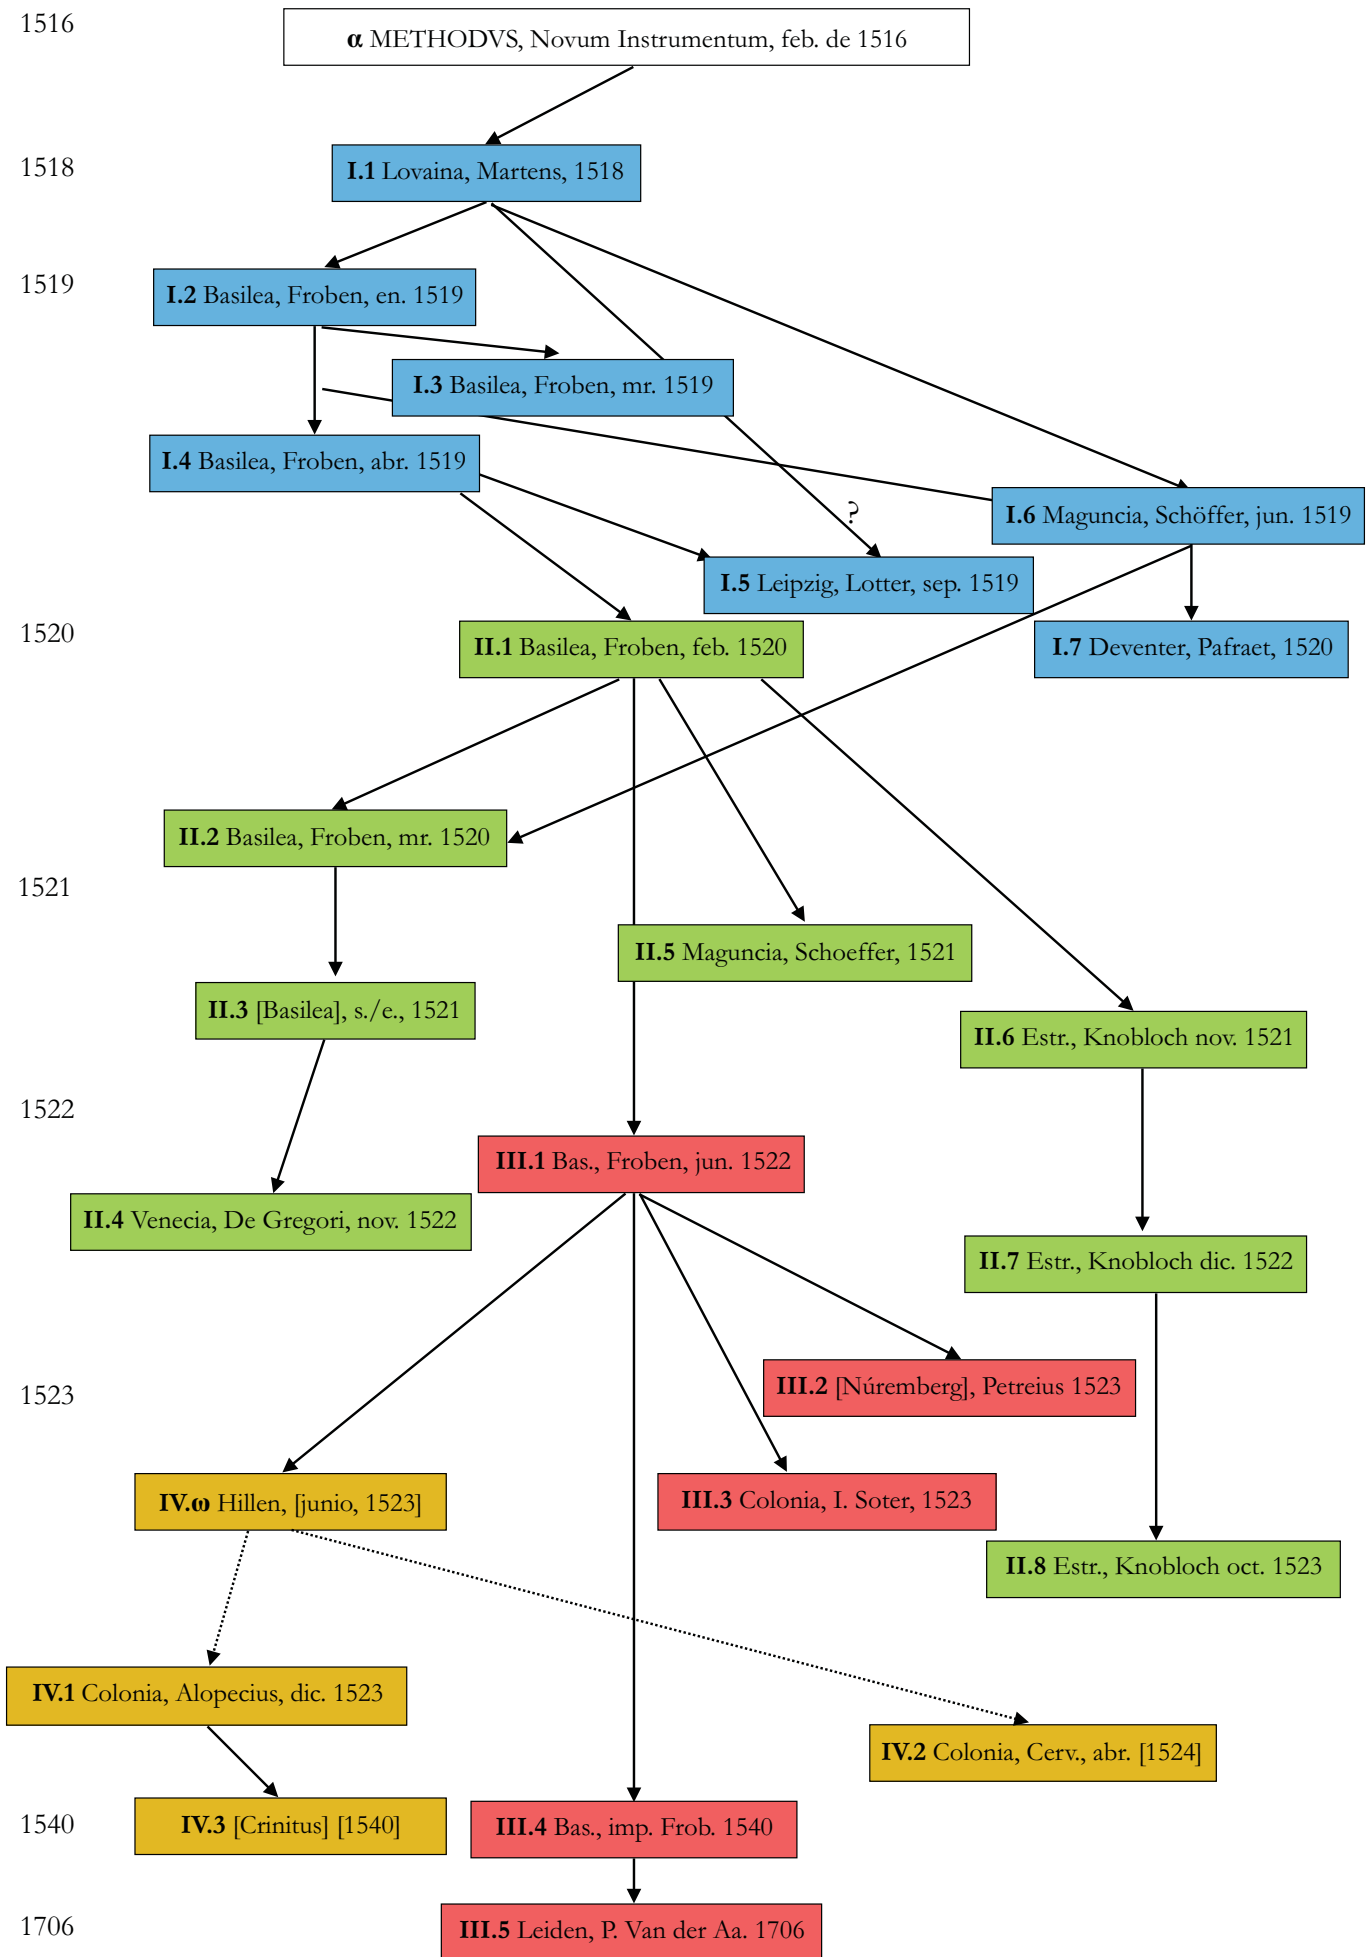 1516
α METHODVS, Novum Instrumentum, feb. de 1516
1518
I.1 Lovaina, Martens, 1518
1519
I.2 Basilea, Froben, en. 1519
I.3 Basilea, Froben, mr. 1519
I.4 Basilea, Froben, abr. 1519
I.6 Maguncia, Schöffer, jun. 1519
?
I.5 Leipzig, Lotter, sep. 1519
1520
II.1 Basilea, Froben, feb. 1520
I.7 Deventer, Pafraet, 1520
II.2 Basilea, Froben, mr. 1520
1521
II.5 Maguncia, Schoeffer, 1521
II.3 [Basilea], s./e., 1521
II.6 Estr., Knobloch nov. 1521
1522
III.1 Bas., Froben, jun. 1522
II.4 Venecia, De Gregori, nov. 1522
II.7 Estr., Knobloch dic. 1522
III.2 [Núremberg], Petreius 1523
1523
IV.ω Hillen, [junio, 1523]
III.3 Colonia, I. Soter, 1523
II.8 Estr., Knobloch oct. 1523
IV.1 Colonia, Alopecius, dic. 1523
IV.2 Colonia, Cerv., abr. [1524]
1540
IV.3 [Crinitus] [1540]
III.4 Bas., imp. Frob. 1540
1706
III.5 Leiden, P. Van der Aa. 1706